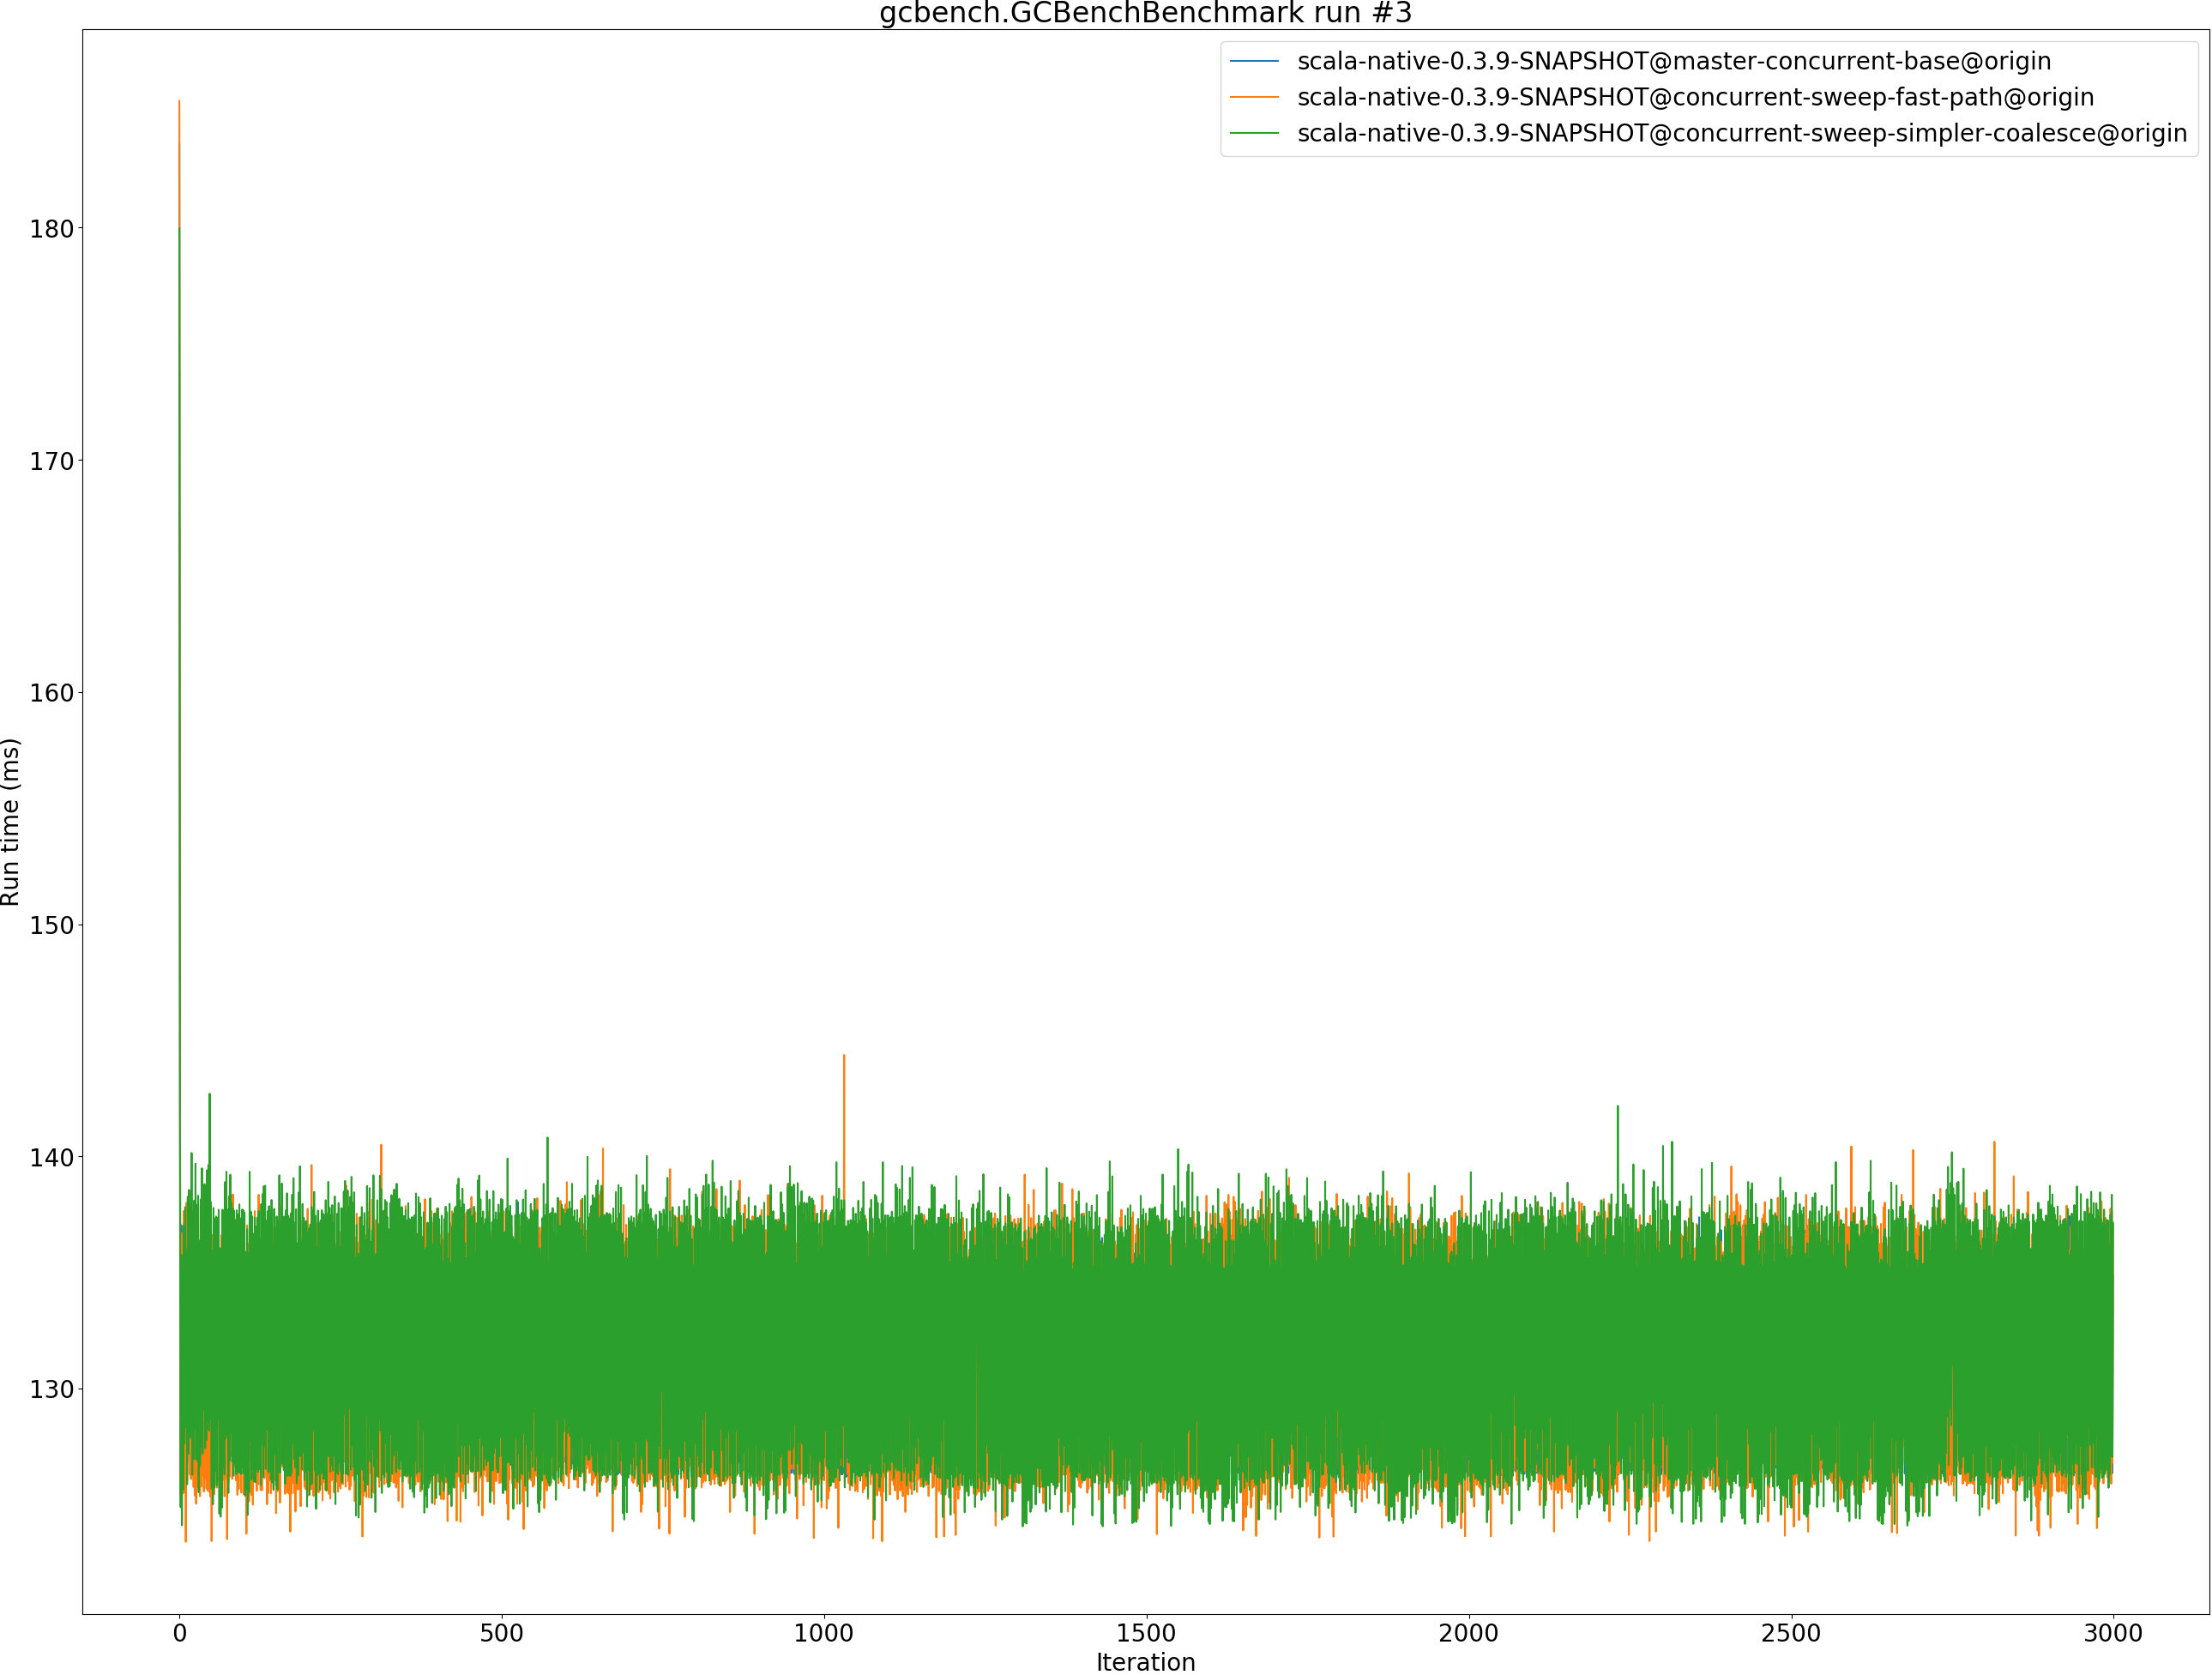 gcbench.GCBenchBenchmark run #3
scala-native-0.3.9-SNAPSHOT@master-concurrent-base@origin
scala-native-0.3.9-SNAPSHOT@concurrent-sweep-fast-path@origin
scala-native-0.3.9-SNAPSHOT@concurrent-sweep-simpler-coalesce@origin
180
170
160
150
140
130
Run time (ms)
0 500 1000 1500 2000 2500 3000
Iteration